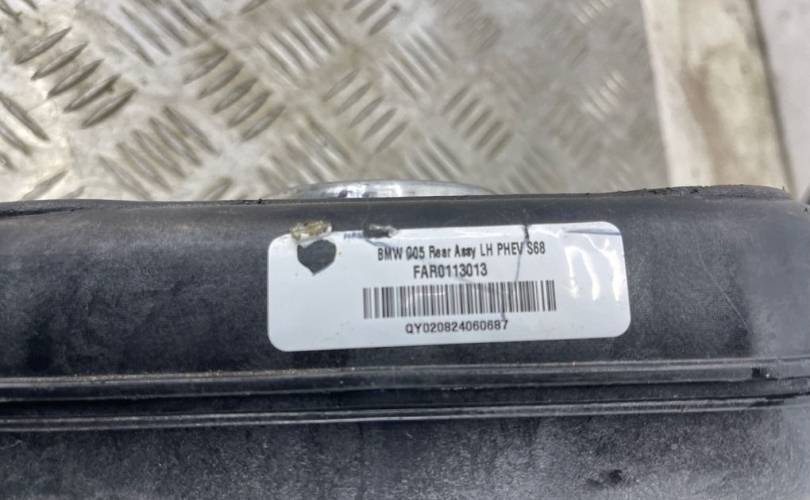 BMW G05 Rear Assy LH PHEV S68
FAR0113013
QY020824060687